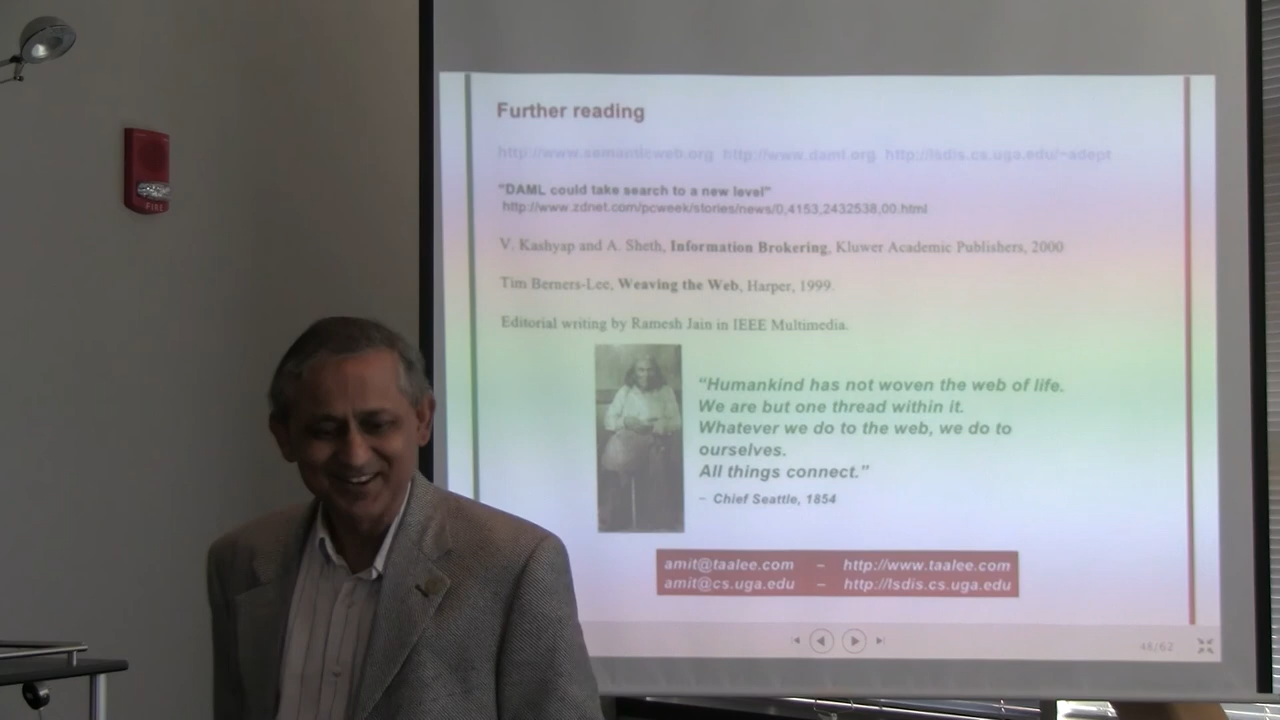 Further reading
http://www.semanticweb.org http://www.daml.org http://lsdis.cs.uga.edu/~adept
"DAML could take search to a new level"
http://www.zdnet.com/pcweek/stories/news/0,4153,2432538,00.html
V. Kashyap and A. Sheth, Information Brokering, Kluwer Academic Publishers, 2000
Tim Berners-Lee, Weaving the Web, Harper, 1999.
Editorial writing by Ramesh Jain in IEEE Multimedia.
"Humankind has not woven the web of life.
We are but one thread within it.
Whatever we do to the web, we do to
ourselves.
All things connect."
– Chief Seattle, 1854
amit@taalee.com – http://www.taalee.com
amit@cs.uga.edu – http://lsdis.cs.uga.edu
48/62
FIRE